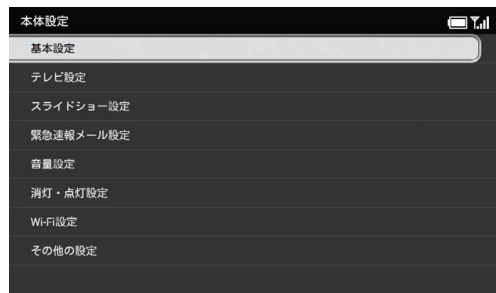 本体設定
基本設定
テレビ設定
スライドショー設定
緊急速報メール設定
音量設定
消灯・点灯設定
Wi-Fi設定
その他の設定